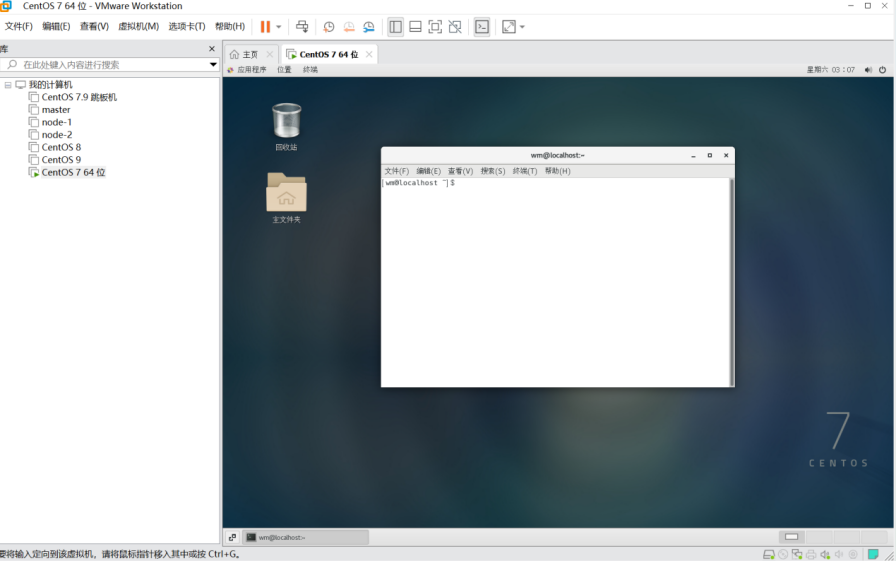 CentOS 7 64 位 - VMware Workstation
文件(F) 编辑(E) 查看(V) 虚拟机(M) 选项卡(T) 帮助(H)
库
在此处键入内容进行搜索
我的计算机
CentOS 7.9 跳板机
master
node-1
node-2
CentOS 8
CentOS 9
CentOS 7 64 位
主页
CentOS 7 64 位
应用程序 位置 终端
星期六 03:07
回收站
主文件夹
wm@localhost:~
文件(F) 编辑(E) 查看(V) 搜索(S) 终端(T) 帮助(H)
[wm@localhost ~]$
7
CENTOS
wm@localhost:~
要将输入定向到该虚拟机，请将鼠标指针移入其中或按 Ctrl+G。